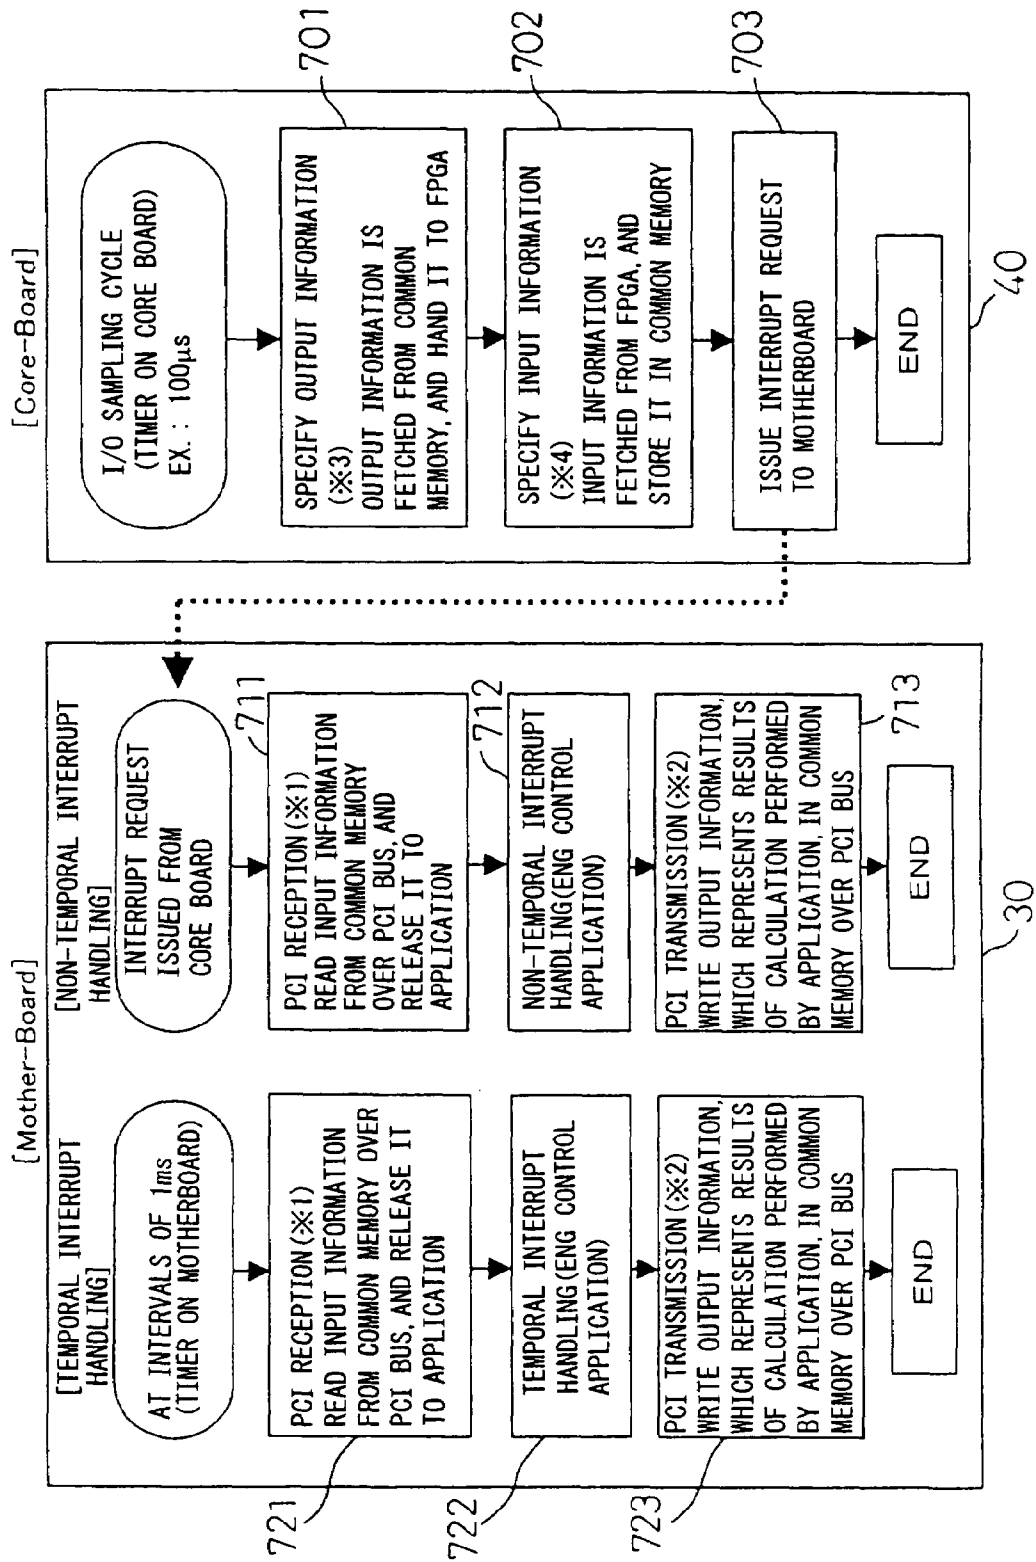 [Mother-Board]
[TEMPORAL INTERRUPT
HANDLING]
AT INTERVALS OF 1ms
(TIMER ON MOTHERBOARD)
721
PCI RECEPTION(※1)
READ INPUT INFORMATION
FROM COMMON MEMORY OVER
PCI BUS, AND RELEASE IT
TO APPLICATION
722
TEMPORAL INTERRUPT
HANDLING(ENG CONTROL
APPLICATION)
723
PCI TRANSMISSION(※2)
WRITE OUTPUT INFORMATION,
WHICH REPRESENTS RESULTS
OF CALCULATION PERFORMED
BY APPLICATION, IN COMMON
MEMORY OVER PCI BUS
END
[NON-TEMPORAL INTERRUPT
HANDLING]
INTERRUPT REQUEST
ISSUED FROM
CORE BOARD
711
PCI RECEPTION(※1)
READ INPUT INFORMATION
FROM COMMON MEMORY
OVER PCI BUS, AND
RELEASE IT TO
APPLICATION
712
NON-TEMPORAL INTERRUPT
HANDLING(ENG CONTROL
APPLICATION)
PCI TRANSMISSION(※2)
WRITE OUTPUT INFORMATION,
WHICH REPRESENTS RESULTS
OF CALCULATION PERFORMED
BY APPLICATION, IN COMMON
MEMORY OVER PCI BUS
713
END
30
[Core-Board]
I/O SAMPLING CYCLE
(TIMER ON CORE BOARD)
EX.: 100μs
701
SPECIFY OUTPUT INFORMATION
(※3)
OUTPUT INFORMATION IS
FETCHED FROM COMMON
MEMORY, AND HAND IT TO FPGA
702
SPECIFY INPUT INFORMATION
(※4)
INPUT INFORMATION IS
FETCHED FROM FPGA, AND
STORE IT IN COMMON MEMORY
703
ISSUE INTERRUPT REQUEST
TO MOTHERBOARD
END
40